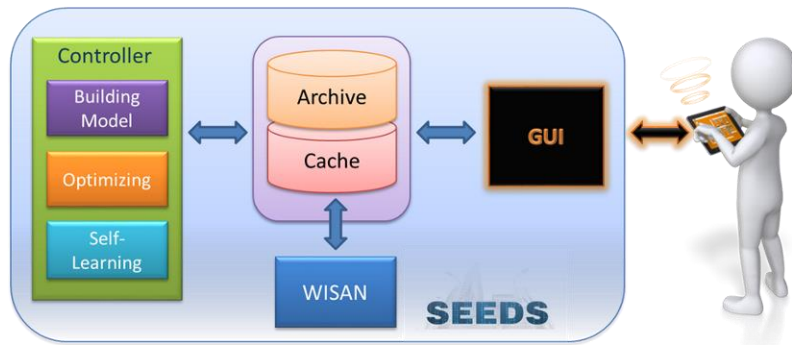 Controller
Building
Model
Optimizing
Self-
Learning
Archive
Cache
WISAN
GUI
SEEDS